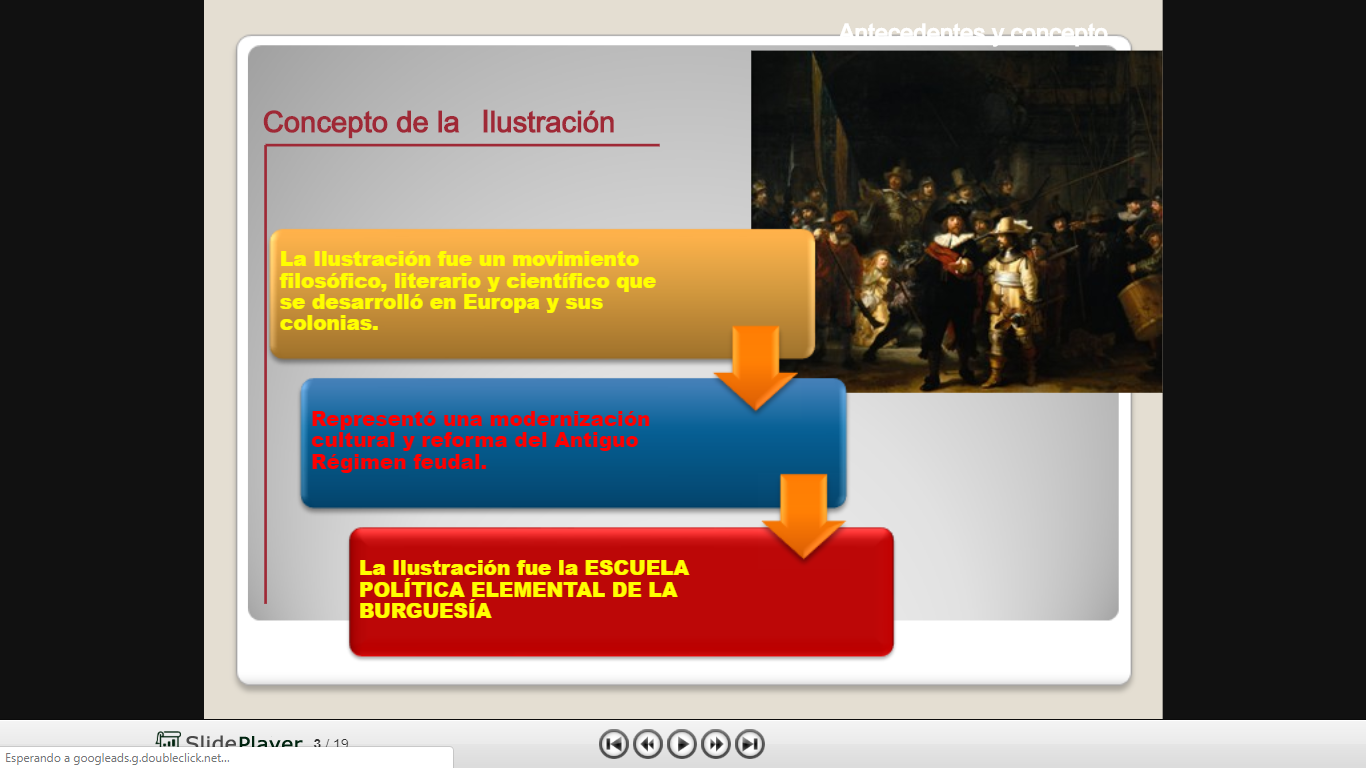 Antecedentes y concepto
Concepto de la Ilustración
La Ilustración fue un movimiento
filosófico, literario y científico que
se desarrolló en Europa y sus
colonias.
Representó una modernización
cultural y reforma del Antiguo
Régimen feudal.
La Ilustración fue la ESCUELA
POLÍTICA ELEMENTAL DE LA
BURGUESÍA
SlidePlayer 3 / 19
Esperando a googleads.g.doubleclick.net...